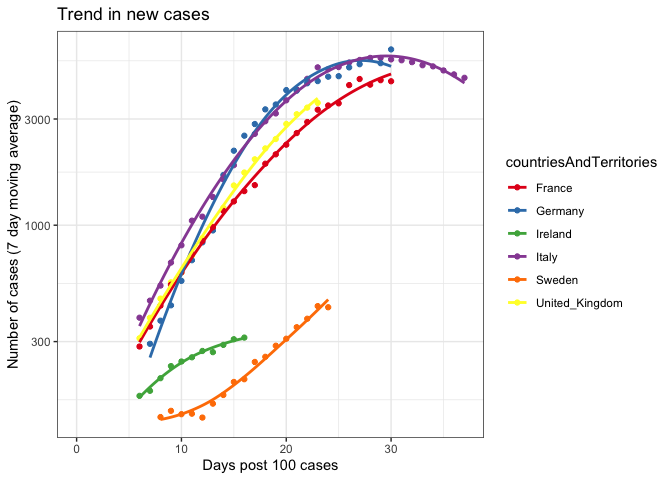 Trend in new cases
Number of cases (7 day moving average)
3000
1000
300
0
10
20
30
Days post 100 cases
countriesAndTerritories
France
Germany
Ireland
Italy
Sweden
United_Kingdom